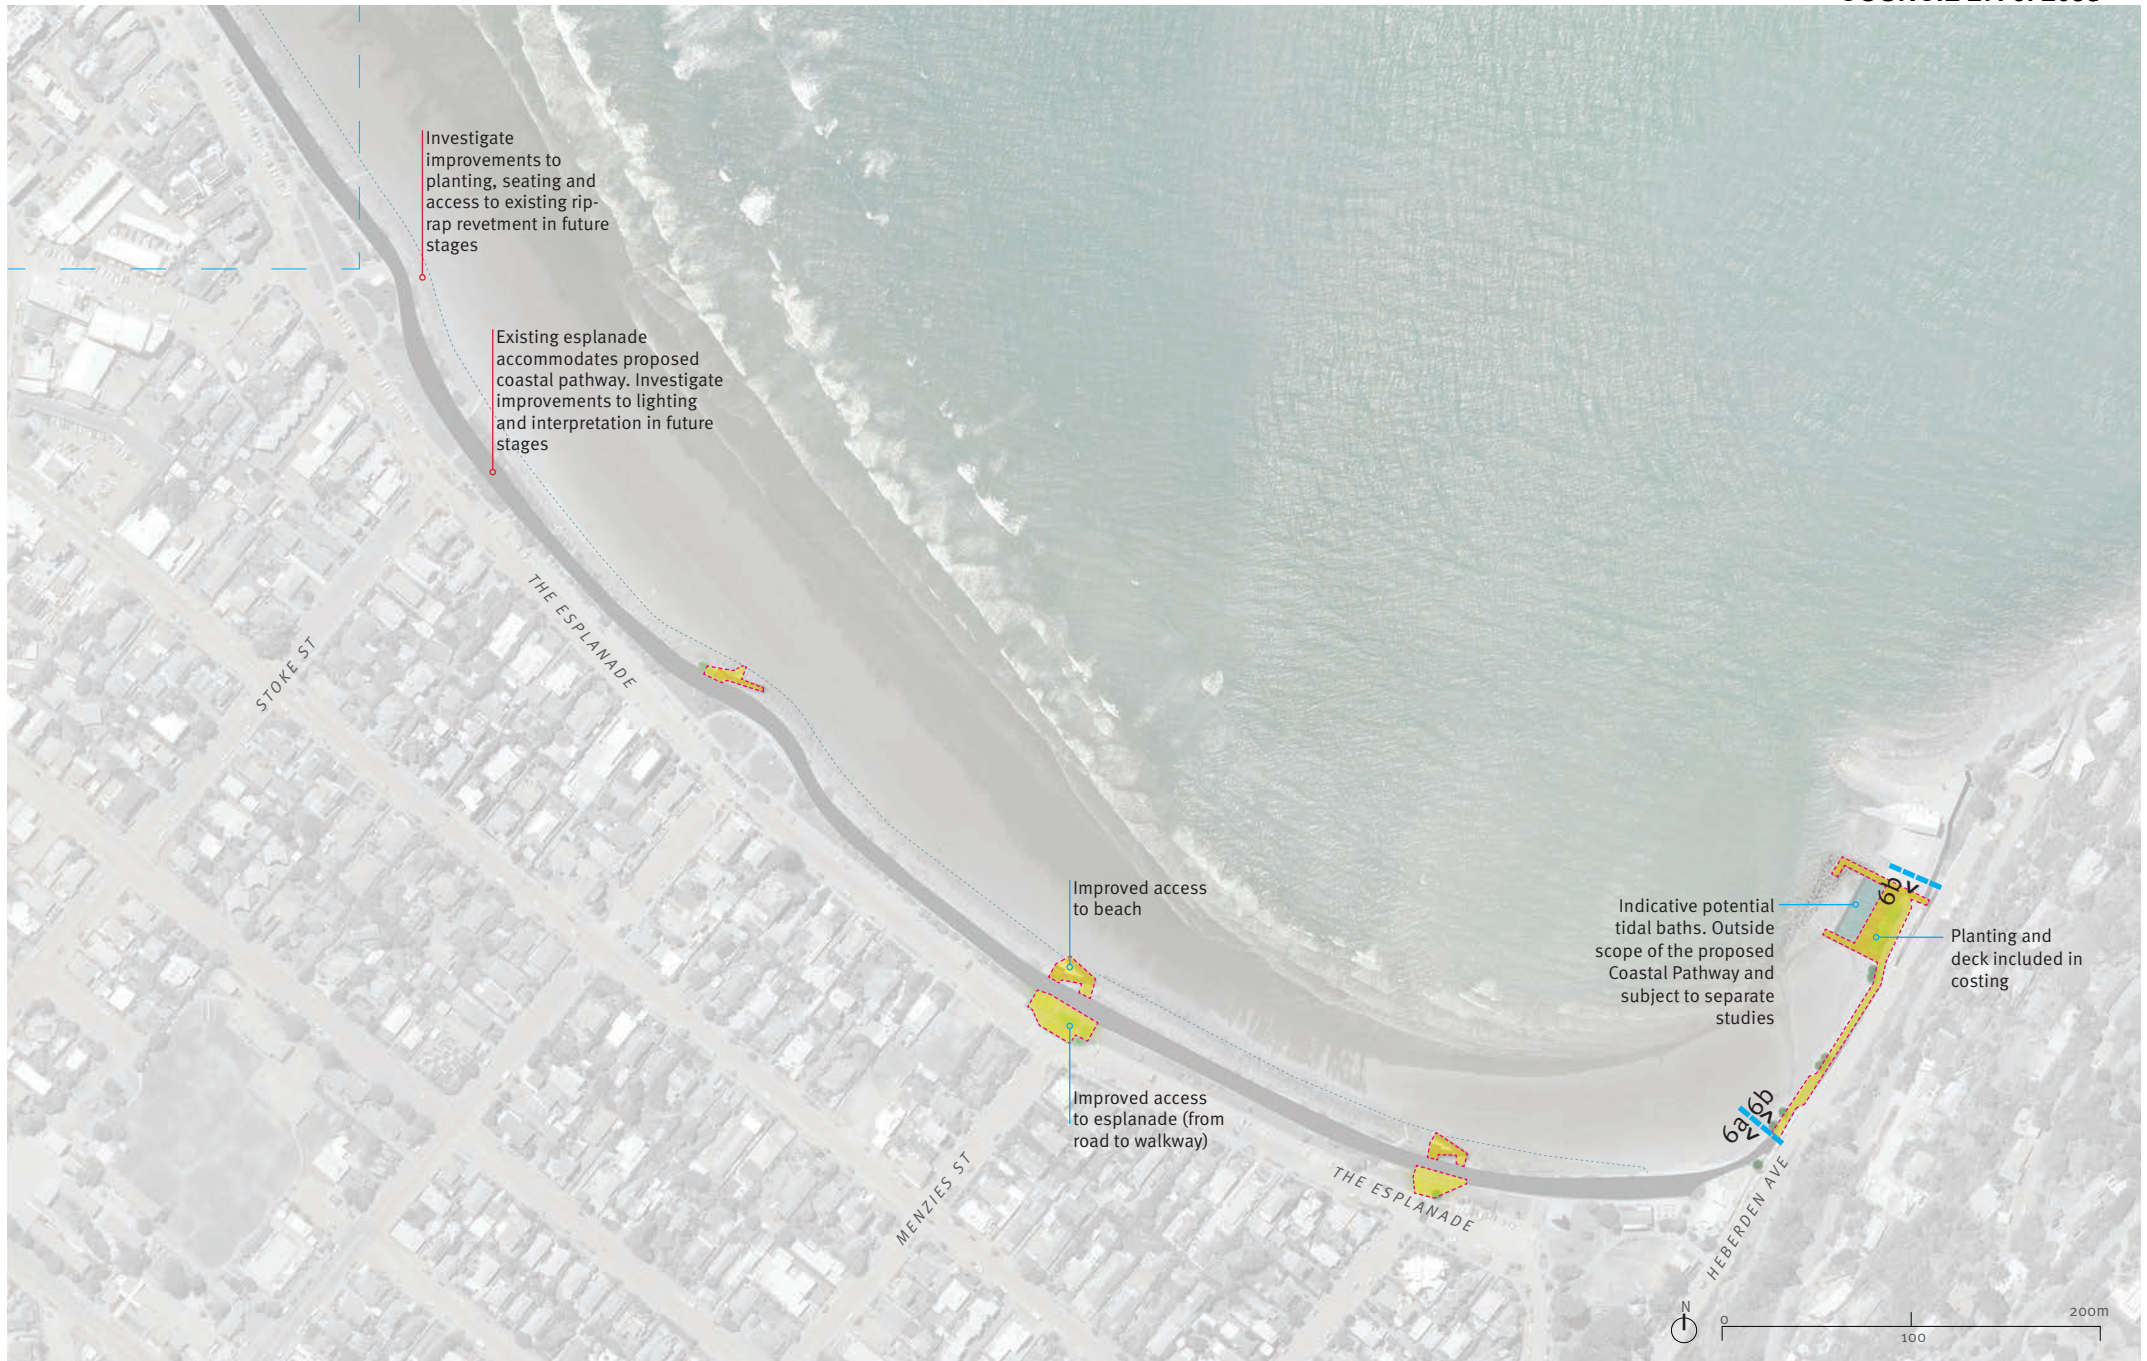 Investigate
improvements to
planting, seating and
access to existing rip-
rap revetment in future
stages
Existing esplanade
accommodates proposed
coastal pathway. Investigate
improvements to lighting
and interpretation in future
stages
THE ESPLANADE
STOKE ST
Improved access
to beach
Improved access
to esplanade (from
road to walkway)
MENZIES ST
THE ESPLANADE
Indicative potential
tidal baths. Outside
scope of the proposed
Coastal Pathway and
subject to separate
studies
6b
Planting and
deck included in
costing
6a
6b
HEBERDEN AVE
N
0
100
200m